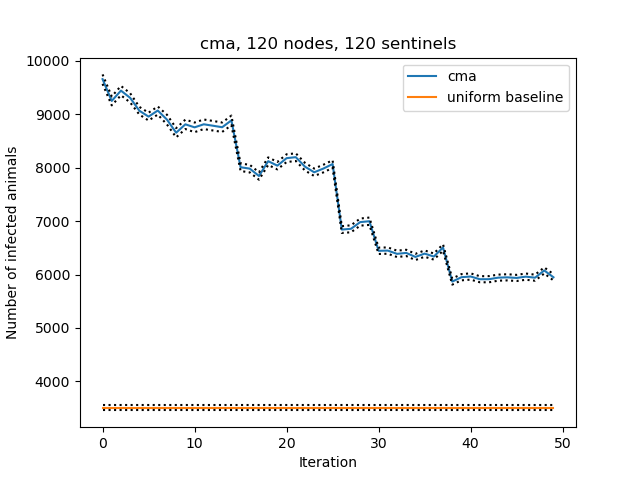 cma, 120 nodes, 120 sentinels
10000
9000
8000
7000
6000
5000
4000
Number of infected animals
cma
uniform baseline
0 10 20 30 40 50
Iteration